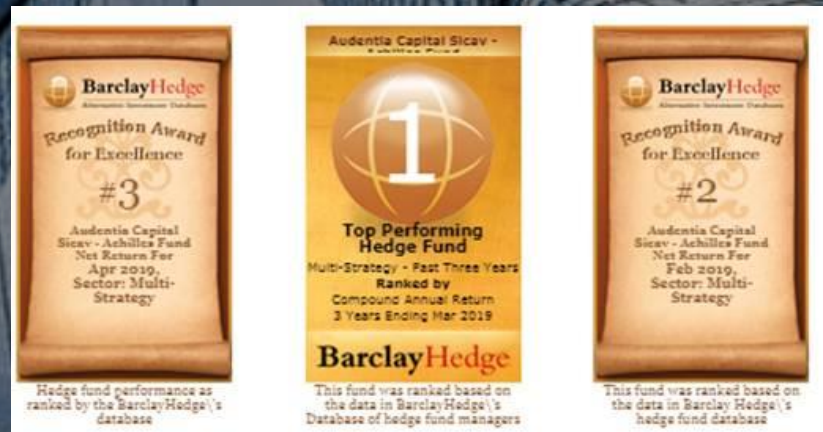 BarclayHedge
Alternative Investment Databases
Recognition Award
for Excellence
#3
Audentia Capital
Sicav - Achilles Fund
Net Return For
Apr 2019,
Sector: Multi-
Strategy
Hedge fund performance as
ranked by the BarclayHedge\'s
database
Audentia Capital Sicav -
Achilles Fund
1
Top Performing
Hedge Fund
Multi-Strategy - Past Three Years
Ranked by
Compound Annual Return
3 Years Ending Mar 2019
BarclayHedge
This fund was ranked based on
the data in BarclayHedge\'s
Database of hedge fund managers
BarclayHedge
Alternative Investment Databases
Recognition Award
for Excellence
#2
Audentia Capital
Sicav - Achilles Fund
Net Return For
Feb 2019,
Sector: Multi-
Strategy
This fund was ranked based on
the data in Barclay Hedge\'s
hedge fund database